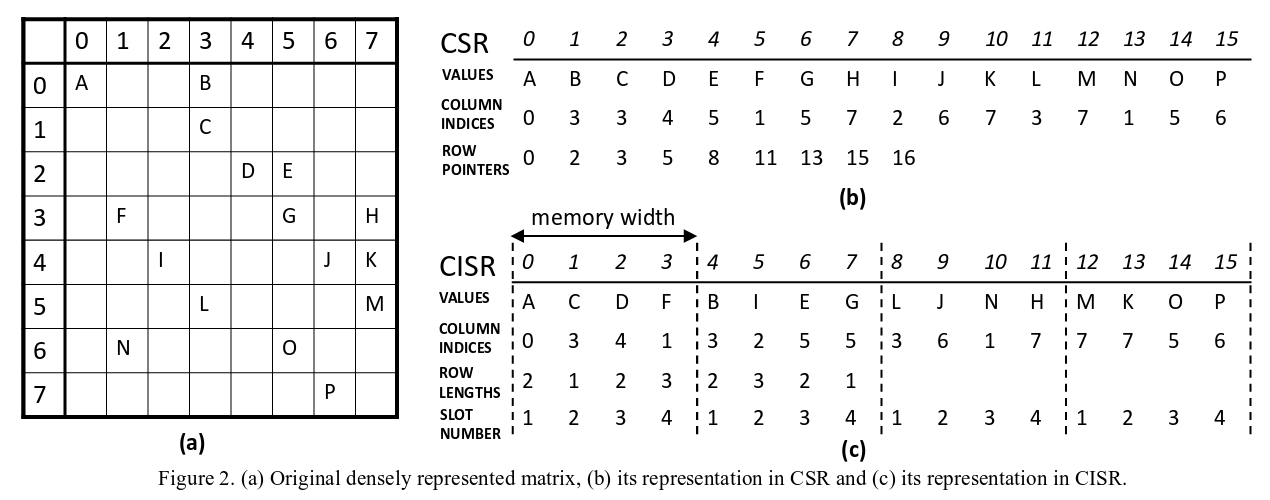 0 1 2 3 4 5 6 7
0 A B
1 C
2 D E
3 F G H
4 I J K
5 L M
6 N O
7 P
(a)
CSR 0 1 2 3 4 5 6 7 8 9 10 11 12 13 14 15
VALUES A B C D E F G H I J K L M N O P
COLUMN
INDICES 0 3 3 4 5 1 5 7 2 6 7 3 7 1 5 6
ROW
POINTERS 0 2 3 5 8 11 13 15 16
(b)
memory width
CISR 0 1 2 3 4 5 6 7 8 9 10 11 12 13 14 15
VALUES A C D F B I E G L J N H M K O P
COLUMN
INDICES 0 3 4 1 3 2 5 5 3 6 1 7 7 7 5 6
ROW
LENGTHS 2 1 2 3 2 3 2 1
SLOT
NUMBER 1 2 3 4 1 2 3 4 1 2 3 4 1 2 3 4
(c)
Figure 2. (a) Original densely represented matrix, (b) its representation in CSR and (c) its representation in CISR.